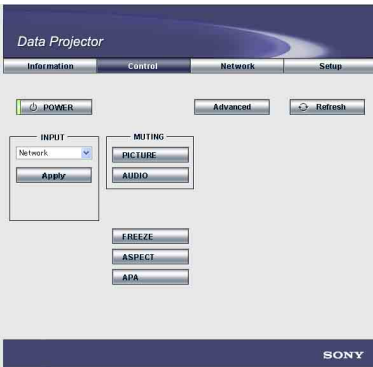 Data Projector
Information Control Network Setup
POWER Advanced Refresh
INPUT MUTING
Network PICTURE
Apply AUDIO
FREEZE
ASPECT
APA
SONY